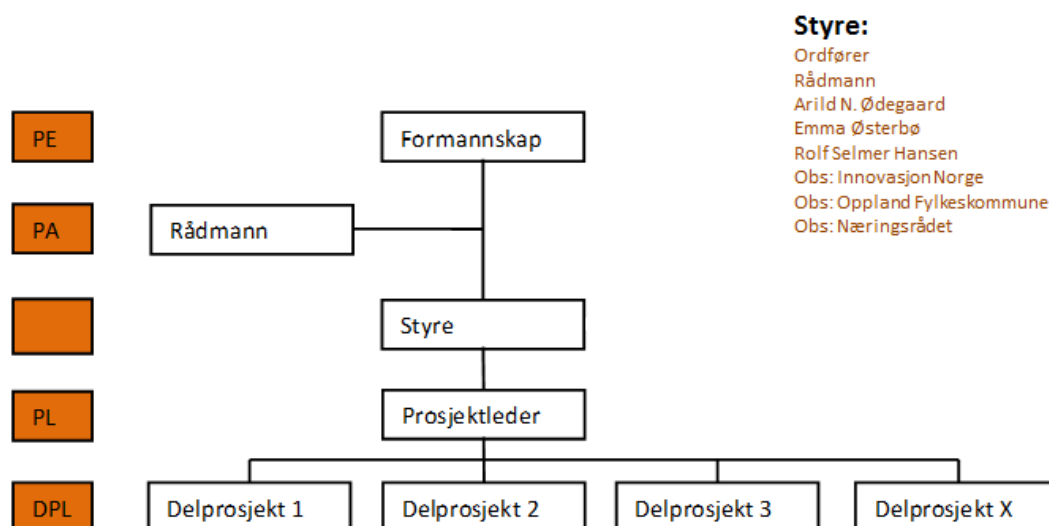 Styre:
Ordfører
Rådmann
Arild N. Ødegaard
Emma Østerbø
Rolf Selmer Hansen
Obs: Innovasjon Norge
Obs: Oppland Fylkeskommune
Obs: Næringsrådet
PE
Formannskap
PA
Rådmann
Styre
PL
Prosjektleder
DPL
Delprosjekt 1
Delprosjekt 2
Delprosjekt 3
Delprosjekt X